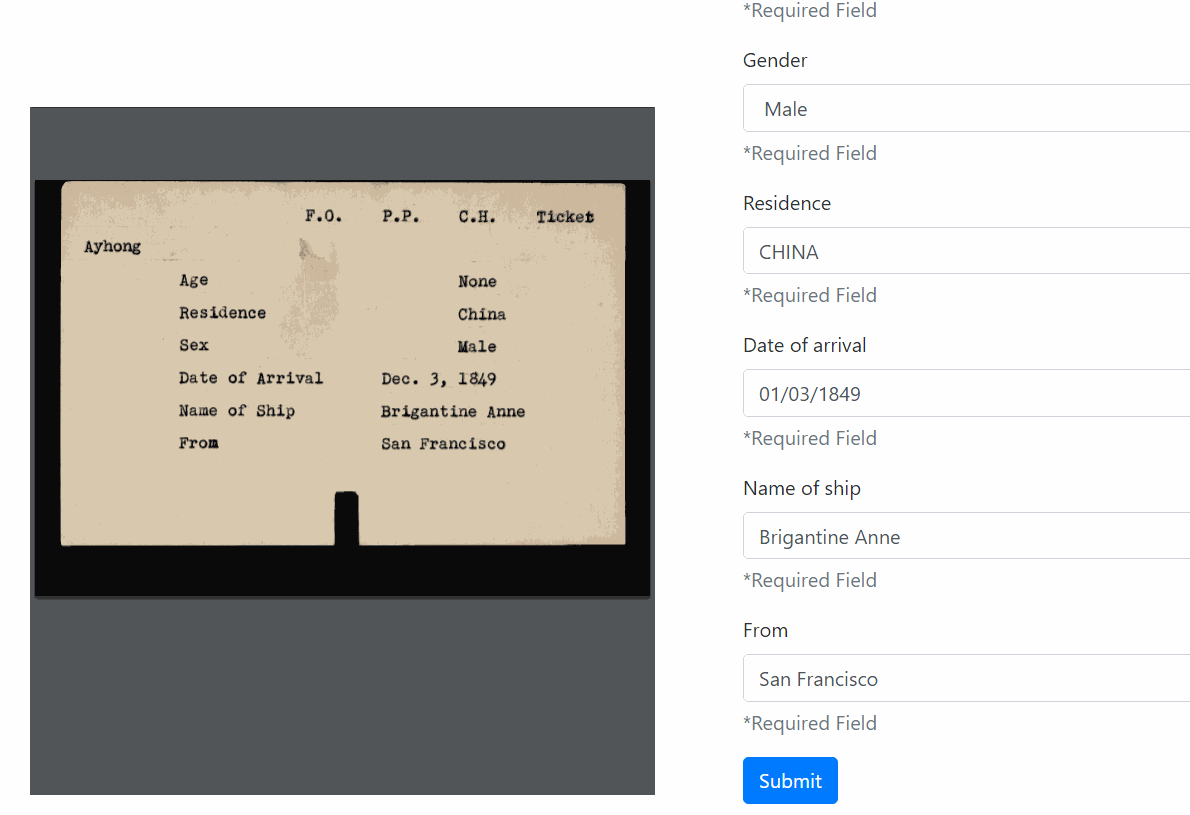 F.O. P.P. C.H. Ticket
Ayhong
Age None
Residence China
Sex Male
Date of Arrival Dec. 3, 1849
Name of Ship Brigantine Anne
From San Francisco
*Required Field
Gender
Male
*Required Field
Residence
CHINA
*Required Field
Date of arrival
01/03/1849
*Required Field
Name of ship
Brigantine Anne
*Required Field
From
San Francisco
*Required Field
Submit